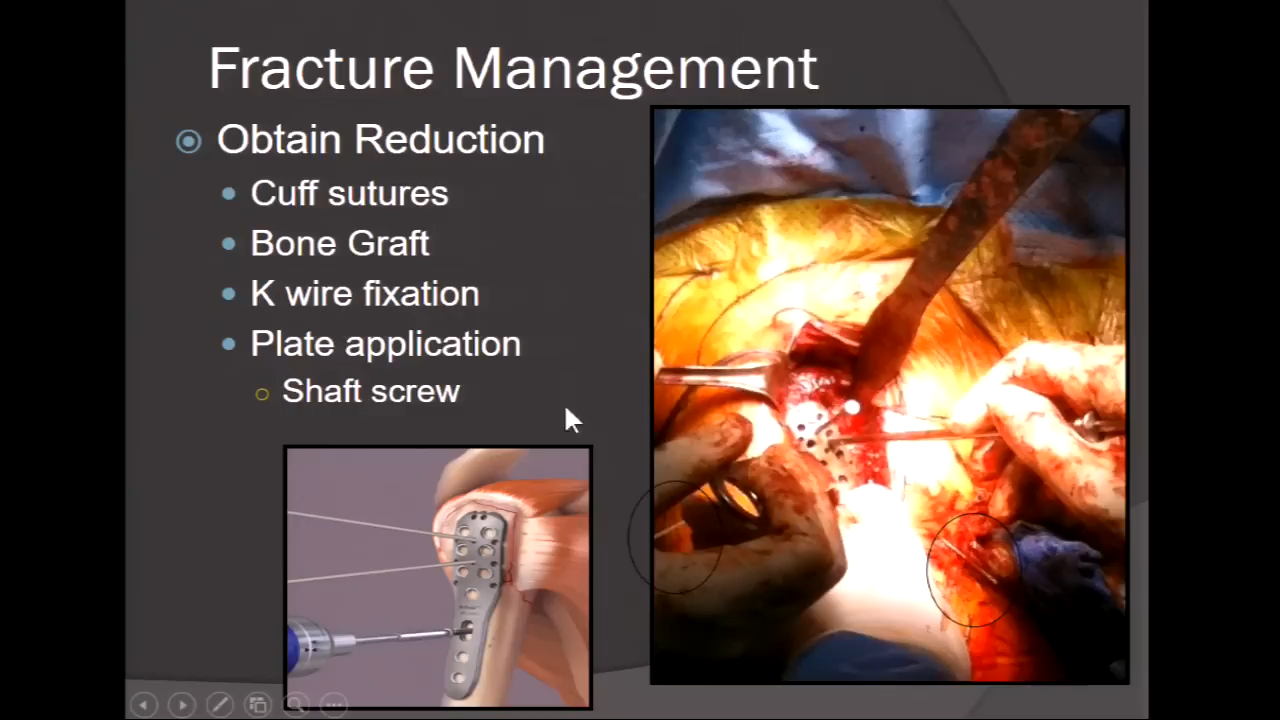 Fracture Management
Obtain Reduction
Cuff sutures
Bone Graft
K wire fixation
Plate application
Shaft screw